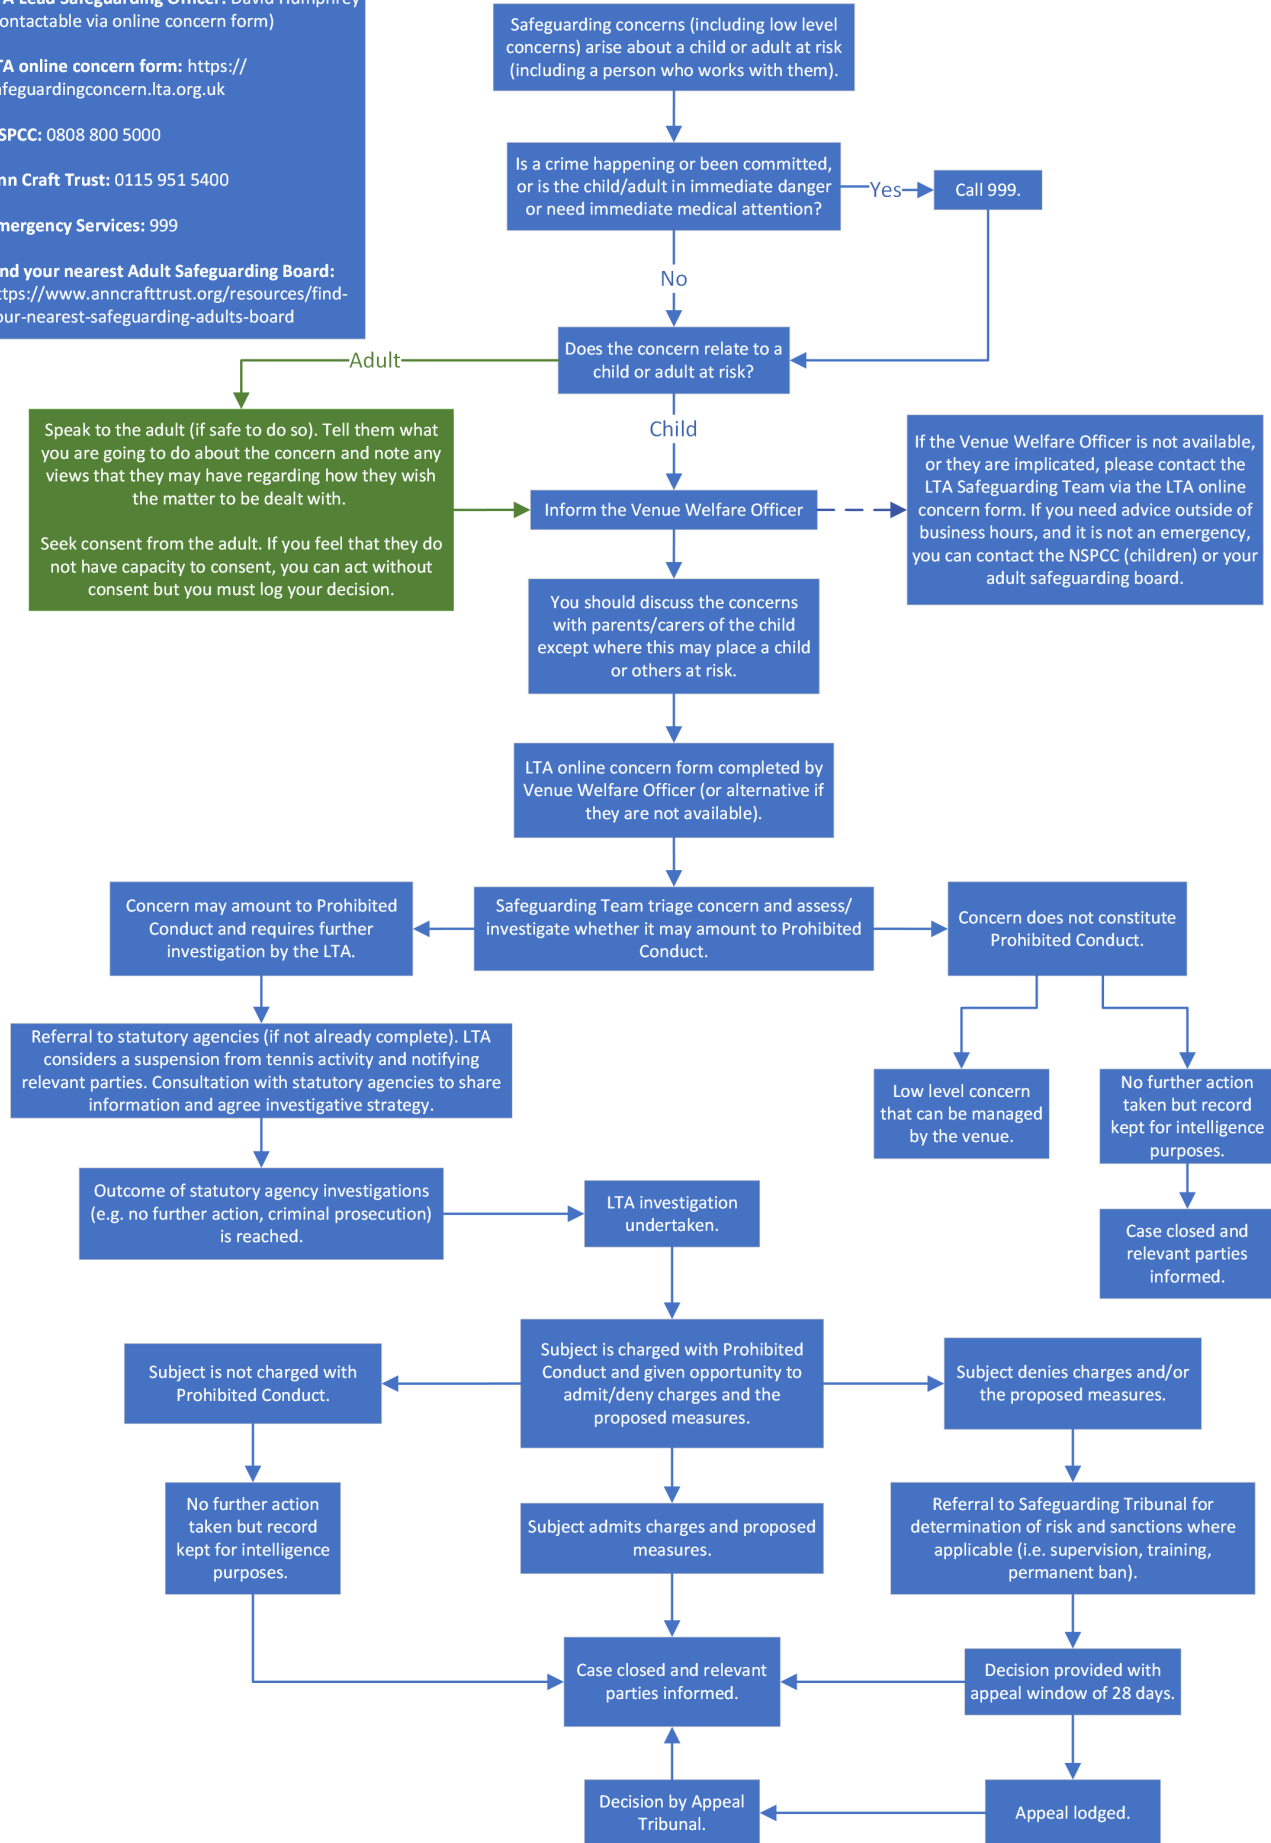 TA Lead Safeguarding Officer: David Humphrey
ontactable via online concern form)
TA online concern form: https://
afeguardingconcern.lta.org.uk
SPCC: 0808 800 5000
nn Craft Trust: 0115 951 5400
mergency Services: 999
nd your nearest Adult Safeguarding Board:
ttps://www.anncrafttrust.org/resources/find-
our-nearest-safeguarding-adults-board
Safeguarding concerns (including low level
concerns) arise about a child or adult at risk
(including a person who works with them).
Is a crime happening or been committed,
or is the child/adult in immediate danger
or need immediate medical attention?
Yes
Call 999.
No
Does the concern relate to a
child or adult at risk?
Adult
Child
Speak to the adult (if safe to do so). Tell them what
you are going to do about the concern and note any
views that they may have regarding how they wish
the matter to be dealt with.
Seek consent from the adult. If you feel that they do
not have capacity to consent, you can act without
consent but you must log your decision.
Inform the Venue Welfare Officer
If the Venue Welfare Officer is not available,
or they are implicated, please contact the
LTA Safeguarding Team via the LTA online
concern form. If you need advice outside of
business hours, and it is not an emergency,
you can contact the NSPCC (children) or your
adult safeguarding board.
You should discuss the concerns
with parents/carers of the child
except where this may place a child
or others at risk.
LTA online concern form completed by
Venue Welfare Officer (or alternative if
they are not available).
Concern may amount to Prohibited
Conduct and requires further
investigation by the LTA.
Safeguarding Team triage concern and assess/
investigate whether it may amount to Prohibited
Conduct.
Concern does not constitute
Prohibited Conduct.
Referral to statutory agencies (if not already complete). LTA
considers a suspension from tennis activity and notifying
relevant parties. Consultation with statutory agencies to share
information and agree investigative strategy.
Low level concern
that can be managed
by the venue.
No further action
taken but record
kept for intelligence
purposes.
Outcome of statutory agency investigations
(e.g. no further action, criminal prosecution)
is reached.
LTA investigation
undertaken.
Case closed and
relevant parties
informed.
Subject is not charged with
Prohibited Conduct.
Subject is charged with Prohibited
Conduct and given opportunity to
admit/deny charges and the
proposed measures.
Subject denies charges and/or
the proposed measures.
No further action
taken but record
kept for intelligence
purposes.
Subject admits charges and proposed
measures.
Referral to Safeguarding Tribunal for
determination of risk and sanctions where
applicable (i.e. supervision, training,
permanent ban).
Case closed and relevant
parties informed.
Decision provided with
appeal window of 28 days.
Decision by Appeal
Tribunal.
Appeal lodged.